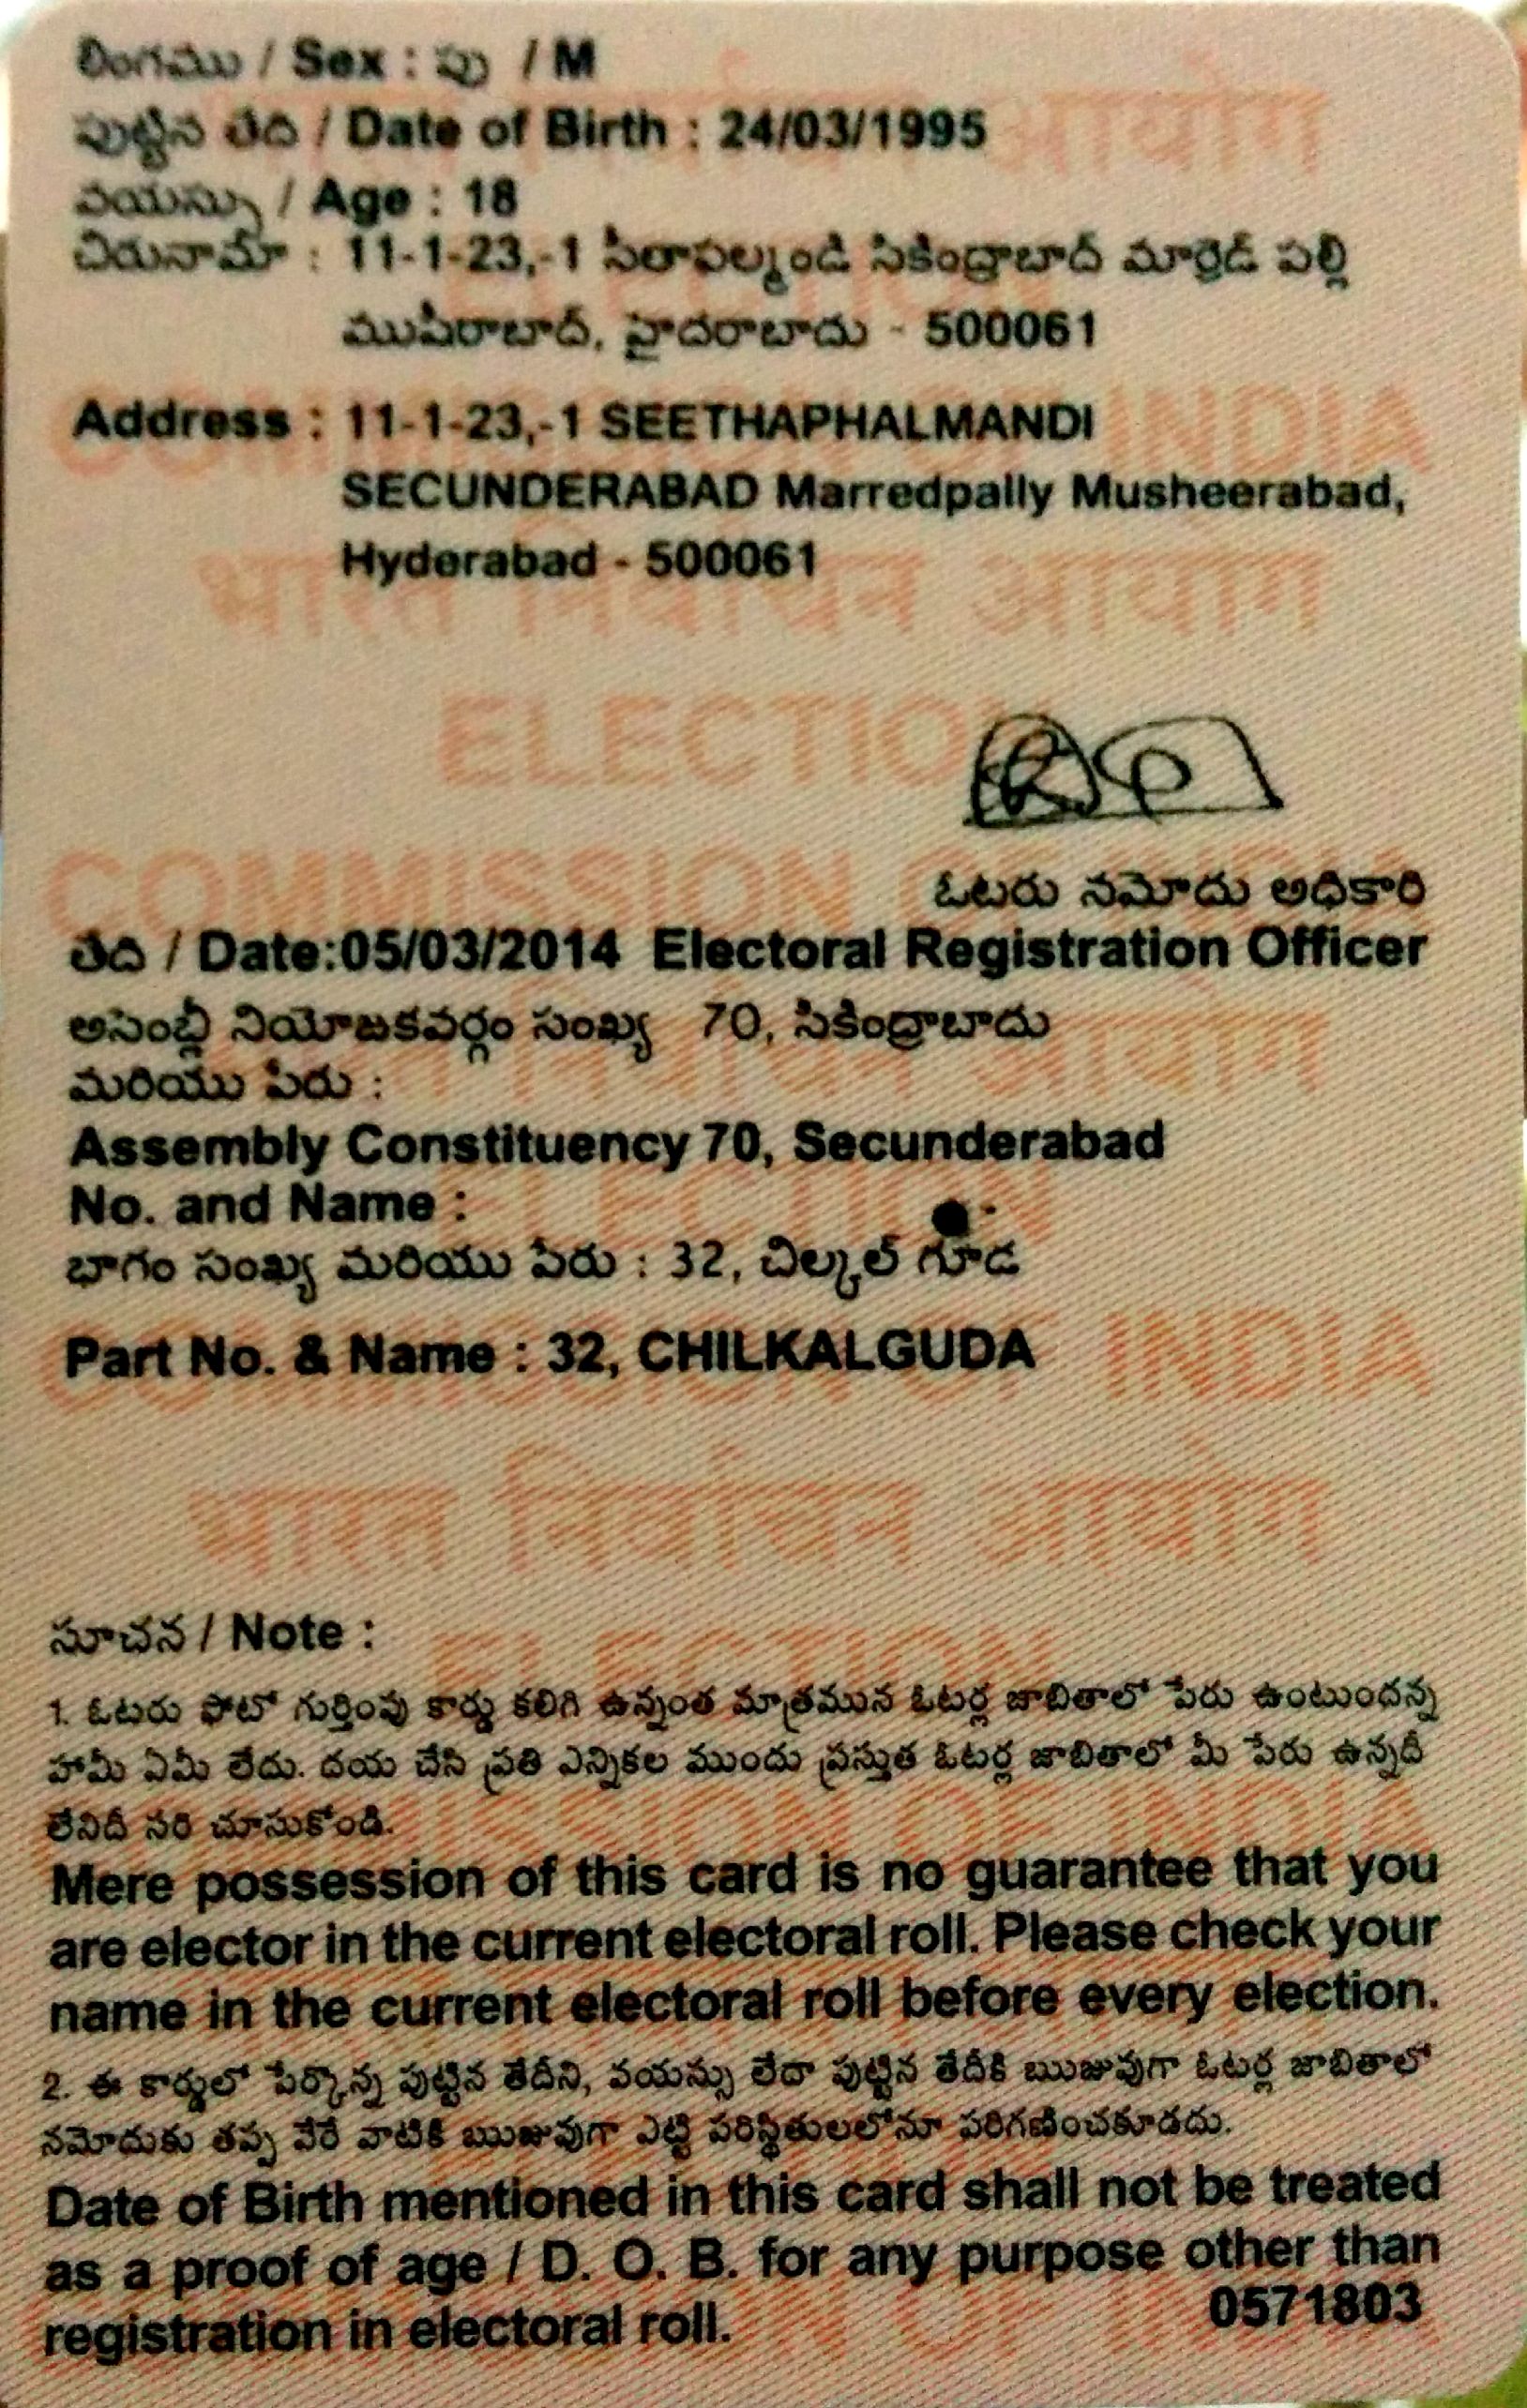 లింగము / Sex : పు / M
పుట్టిన తేది / Date of Birth : 24/03/1995
వయస్సు / Age : 18
చిరునామా : 11-1-23,-1 సీతాఫల్మండి సికింద్రాబాద్ మార్రెడ్ పల్లి
ముషీరాబాద్, హైదరాబాదు - 500061
Address : 11-1-23,-1 SEETHAPHALMANDI
SECUNDERABAD Marredpally Musheerabad,
Hyderabad - 500061
ఓటరు నమోదు అధికారి
తేది / Date:05/03/2014 Electoral Registration Officer
అసెంబ్లీ నియోజకవర్గం సంఖ్య 70, సికింద్రాబాదు
మరియు పేరు :
Assembly Constituency 70, Secunderabad
No. and Name :
భాగం సంఖ్య మరియు పేరు : 32, చిల్కల్ గూడ
Part No. & Name : 32, CHILKALGUDA
సూచన / Note :
1. ఓటరు ఫోటో గుర్తింపు కార్డు కలిగి ఉన్నంత మాత్రమున ఓటర్ల జాబితాలో పేరు ఉంటుందన్న
హామీ ఏమీ లేదు. దయ చేసి ప్రతి ఎన్నికల ముందు ప్రస్తుత ఓటర్ల జాబితాలో మీ పేరు ఉన్నదీ
లేనిదీ సరి చూసుకోండి.
Mere possession of this card is no guarantee that you
are elector in the current electoral roll. Please check your
name in the current electoral roll before every election.
2. ఈ కార్డులో పేర్కొన్న పుట్టిన తేదీని, వయస్సు లేదా పుట్టిన తేదీకి ఋజువుగా ఓటర్ల జాబితాలో
నమోదుకు తప్ప వేరే వాటికి ఋజువుగా ఎట్టి పరిస్థితులలోనూ పరిగణించకూడదు.
Date of Birth mentioned in this card shall not be treated
as a proof of age / D. O. B. for any purpose other than
registration in electoral roll.
0571803
भारत निर्वाचन आयोग
ELECTION
COMMISSION OF INDIA